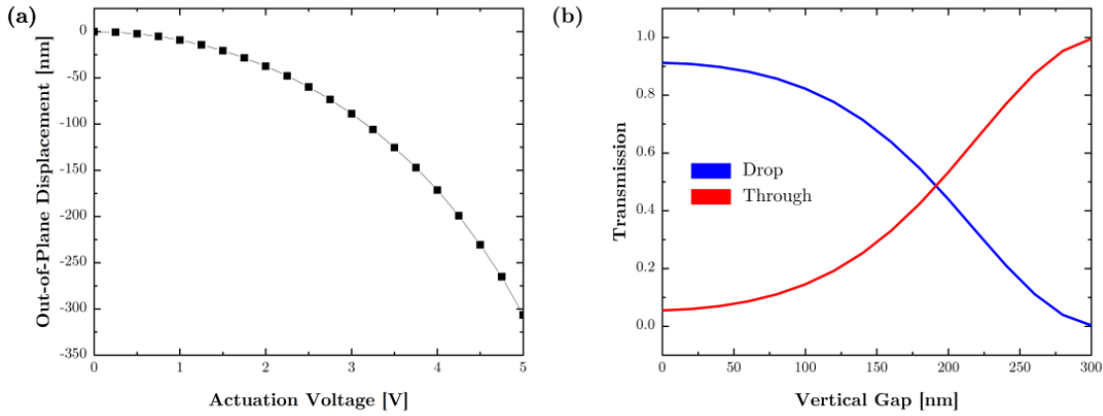 (a)
Out-of-Plane Displacement [nm]
0
-50
-100
-150
-200
-250
-300
-350
0 1 2 3 4 5
Actuation Voltage [V]
(b)
Transmission
1.0
0.8
0.6
0.4
0.2
0.0
Drop
Through
0 50 100 150 200 250 300
Vertical Gap [nm]